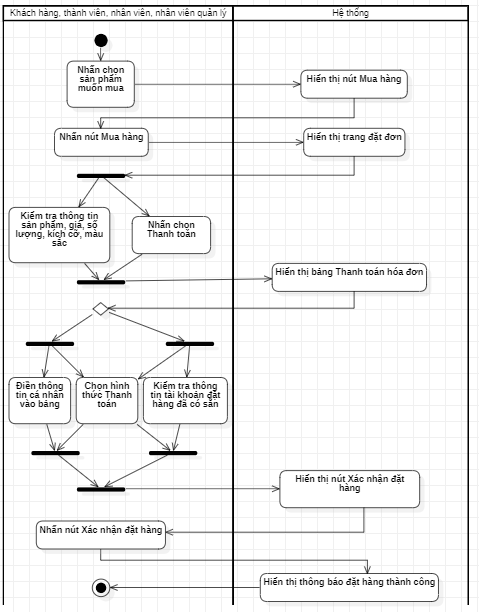 Khách hàng, thành viên, nhân viên, nhân viên quản lý
Hệ thống
Nhấn chọn
sản phẩm
muốn mua
Hiển thị nút Mua hàng
Nhấn nút Mua hàng
Hiển thị trang đặt đơn
Kiểm tra thông tin
sản phẩm, giá, số
lượng, kích cỡ, màu
sắc
Nhấn chọn
Thanh toán
Hiển thị bảng Thanh toán hóa đơn
Điền thông
tin cá nhân
vào bảng
Chọn hình
thức Thanh
toán
Kiểm tra thông
tin tài khoản đặt
hàng đã có sẵn
Hiển thị nút Xác nhận đặt
hàng
Nhấn nút Xác nhận đặt hàng
Hiển thị thông báo đặt hàng thành công